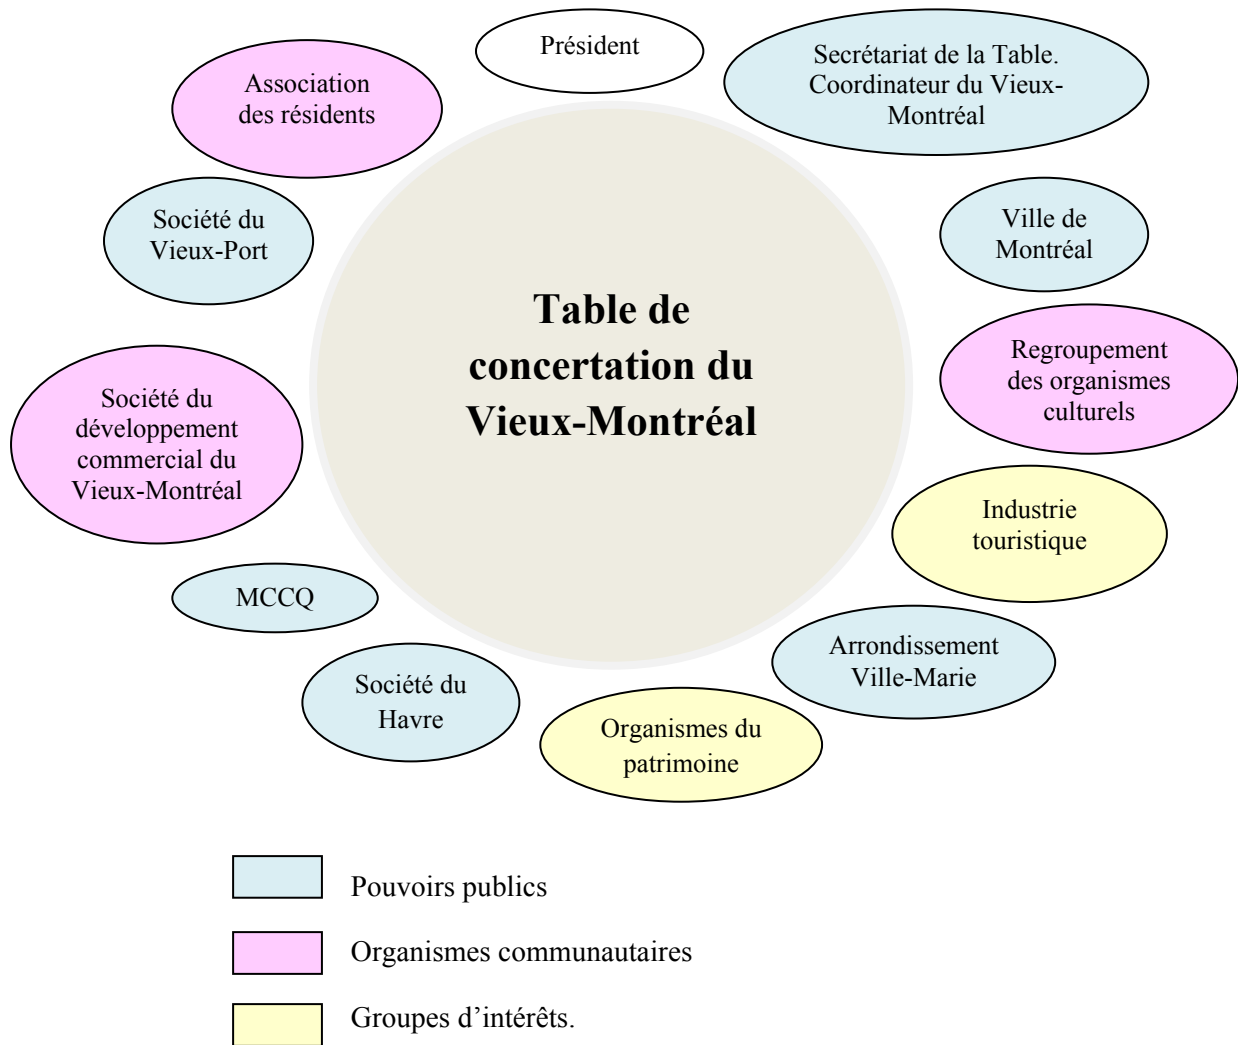 Président
Secrétariat de la Table.
Coordinateur du Vieux-
Montréal
Association
des résidents
Ville de
Montréal
Société du
Vieux-Port
Table de
concertation du
Vieux-Montréal
Regroupement
des organismes
culturels
Société du
développement
commercial du
Vieux-Montréal
Industrie
touristique
MCCQ
Arrondissement
Ville-Marie
Société du
Havre
Organismes du
patrimoine
Pouvoirs publics
Organismes communautaires
Groupes d’intérêts.